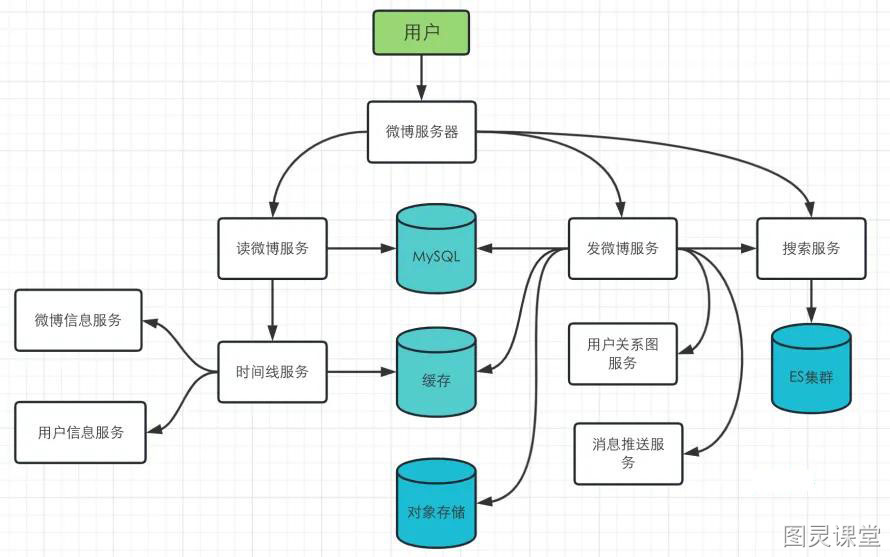 用户
微博服务器
读微博服务
MySQL
发微博服务
搜索服务
微博信息服务
时间线服务
缓存
用户关系图
服务
ES集群
用户信息服务
消息推送服
务
对象存储
图灵课堂